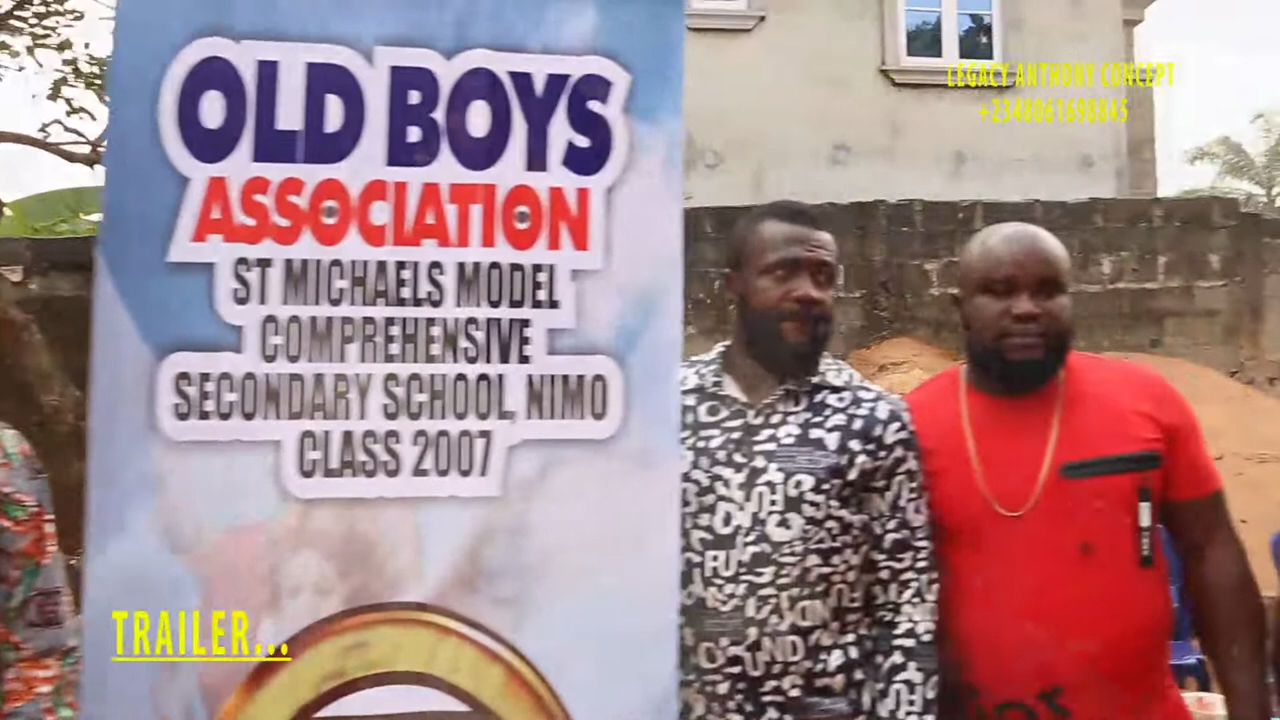 OLD BOYS
ASSOCIATION
ST MICHAELS MODEL
COMPREHENSIVE
SECONDARY SCHOOL NIMO
CLASS 2007
LEGACY ANTHONY CONCEPT
+2348061698845
TRAILER...